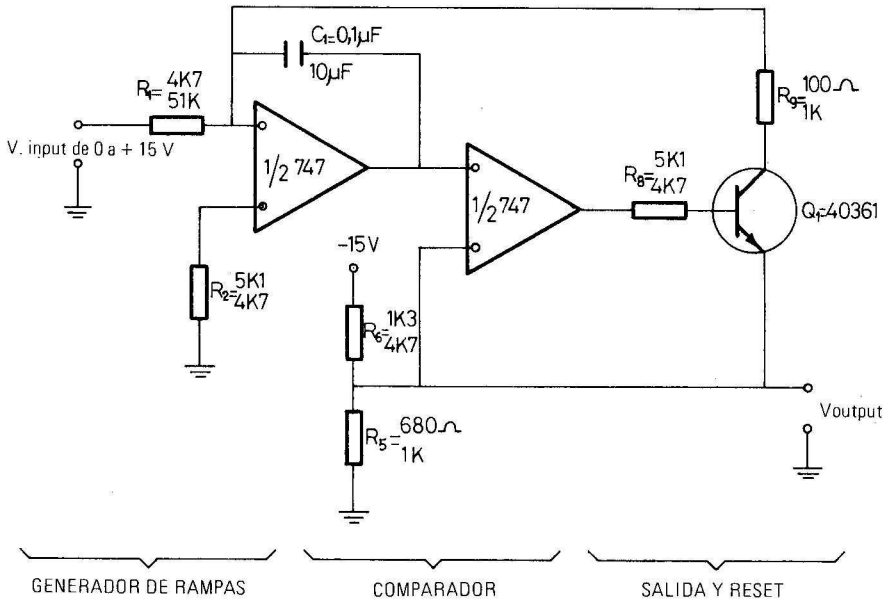 C₁=0,1µF
10µF
R₁=4K7
51K
100Ω
R₉=1K
V. input de 0 a + 15 V
1/2 747
1/2 747
5K1
R₈=4K7
Q₁=40361
-15V
R₂=5K1
4K7
R₆=1K3
4K7
Voutput
R₅=680Ω
1K
GENERADOR DE RAMPAS
COMPARADOR
SALIDA Y RESET